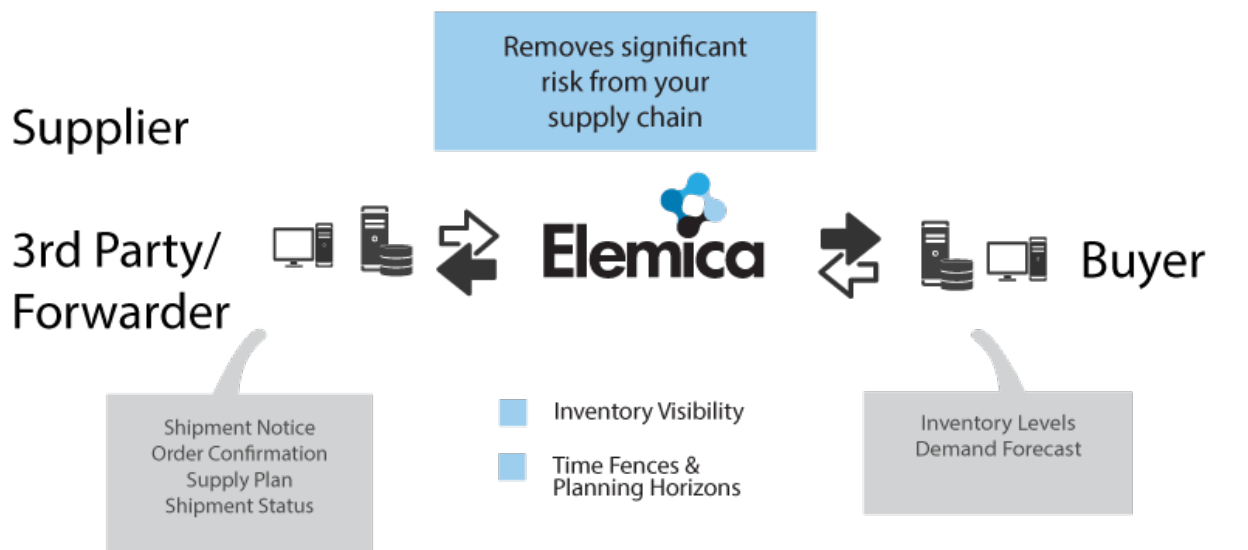 Removes significant
risk from your
supply chain
Supplier
3rd Party/
Forwarder
Elemica
Buyer
Shipment Notice
Order Confirmation
Supply Plan
Shipment Status
Inventory Visibility
Time Fences &
Planning Horizons
Inventory Levels
Demand Forecast